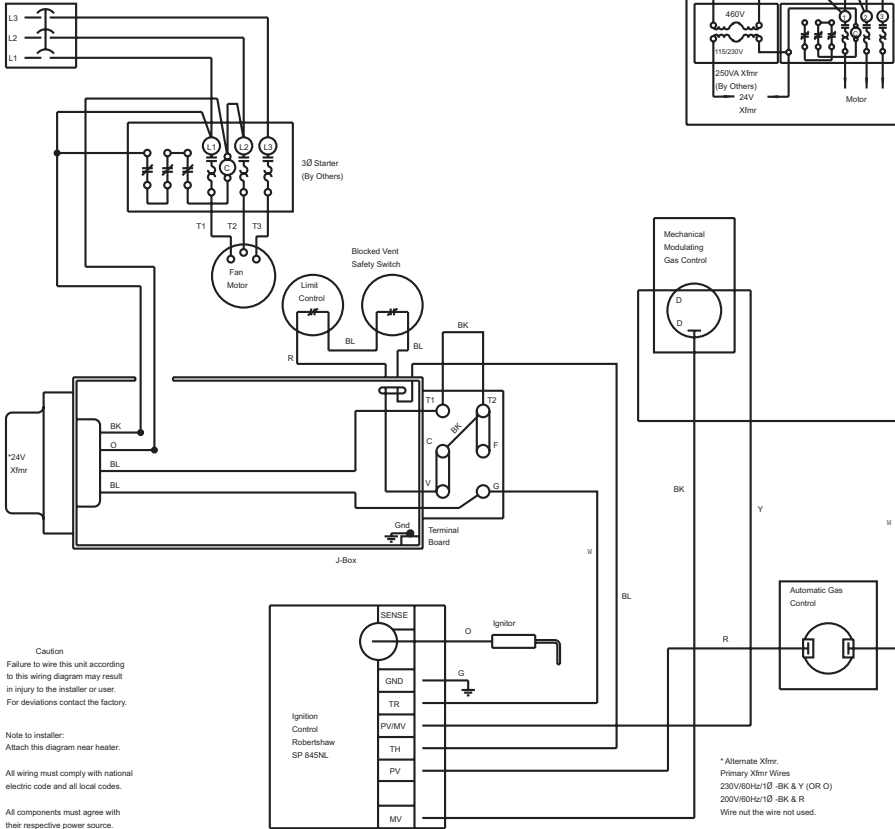 L3
L2
L1
L1
L2
L3
C
3Ø Starter
(By Others)
T1
T2
T3
Fan
Motor
460V
115/230V
250VA Xfmr
(By Others)
24V
Xfmr
1
2
3
C
Motor
Limit
Control
Blocked Vent
Safety Switch
R
BL
BL
BK
Mechanical
Modulating
Gas Control
D
D
*24V
Xfmr
BK
O
BL
BL
T1
T2
BK
C
F
V
G
Gnd
Terminal
Board
J-Box
BK
Y
W
W
BL
R
Automatic Gas
Control
SENSE
O
Ignitor
GND
G
TR
PV/MV
TH
PV
MV
Ignition
Control
Robertshaw
SP 845NL
Caution
Failure to wire this unit according
to this wiring diagram may result
in injury to the installer or user.
For deviations contact the factory.
Note to installer:
Attach this diagram near heater.
All wiring must comply with national
electric code and all local codes.
All components must agree with
their respective power source.
* Alternate Xfmr.
Primary Xfmr Wires
230V/60Hz/1Ø -BK & Y (OR O)
200V/60Hz/1Ø -BK & R
Wire nut the wire not used.